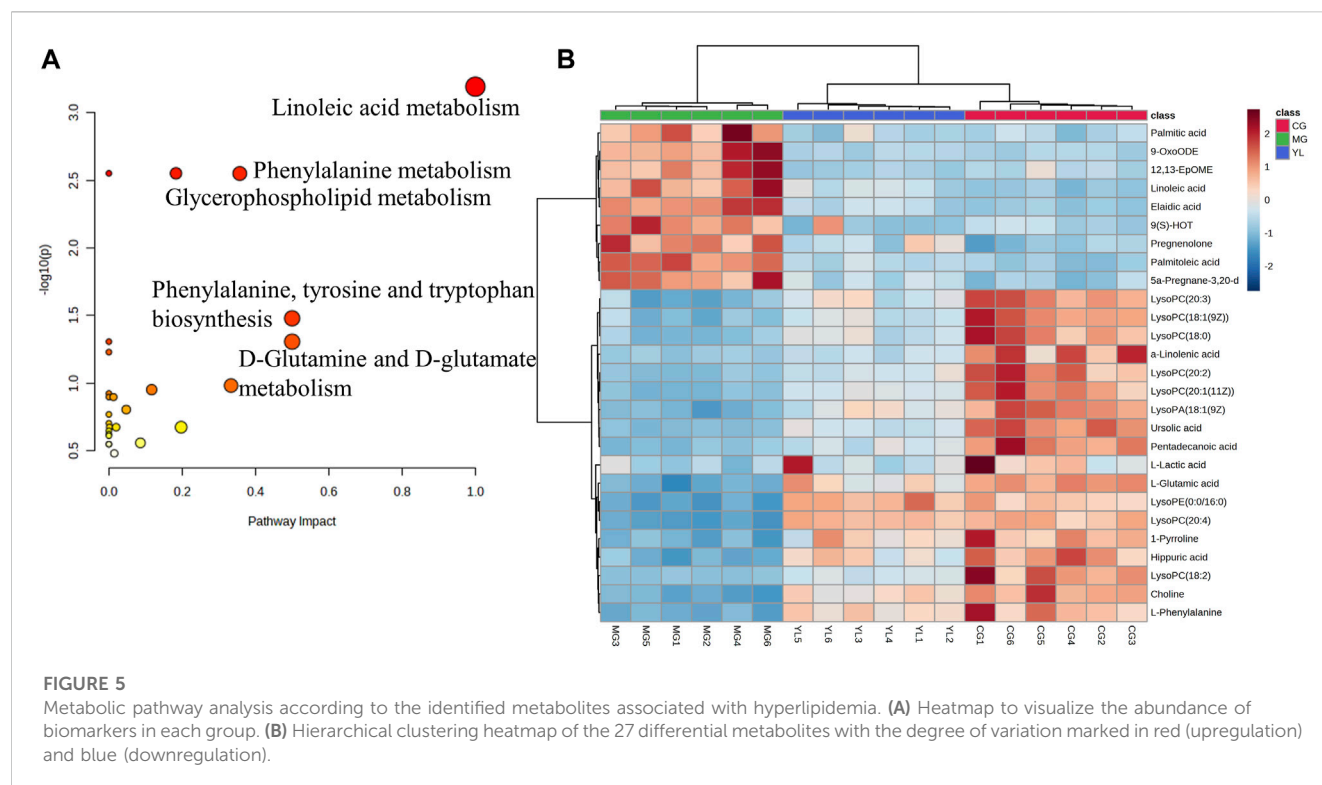 A
B
Linoleic acid metabolism
Phenylalanine metabolism
Glycerophospholipid metabolism
Phenylalanine, tyrosine and tryptophan
biosynthesis
D-Glutamine and D-glutamate
metabolism
-log10(p)
3.0
2.5
2.0
1.5
1.0
0.5
0.0 0.2 0.4 0.6 0.8 1.0
Pathway Impact
class
Palmitic acid
9-OxoODE
12,13-EpOME
Linoleic acid
Elaidic acid
9(S)-HOT
Pregnenolone
Palmitoleic acid
5a-Pregnane-3,20-d
LysoPC(20:3)
LysoPC(18:1(9Z))
LysoPC(18:0)
a-Linolenic acid
LysoPC(20:2)
LysoPC(20:1(11Z))
LysoPA(18:1(9Z)
Ursolic acid
Pentadecanoic acid
L-Lactic acid
L-Glutamic acid
LysoPE(0:0/16:0)
LysoPC(20:4)
1-Pyrroline
Hippuric acid
LysoPC(18:2)
Choline
L-Phenylalanine
MG3 MG5 MG1 MG2 MG4 MG6 YL5 YL6 YL3 YL4 YL1 YL2 CG1 CG6 CG5 CG4 CG2 CG3
class
CG
MG
YL
2
1
0
-1
-2
FIGURE 5
Metabolic pathway analysis according to the identified metabolites associated with hyperlipidemia. (A) Heatmap to visualize the abundance of
biomarkers in each group. (B) Hierarchical clustering heatmap of the 27 differential metabolites with the degree of variation marked in red (upregulation)
and blue (downregulation).